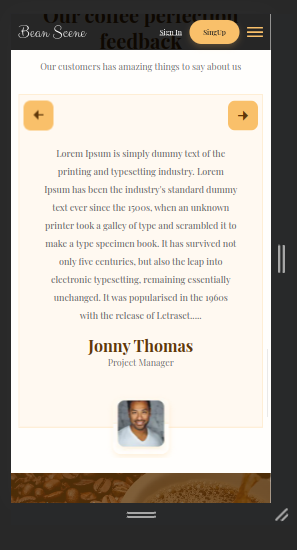 Our coffee perfection
feedback
Bean Scene
Sign In
SingUp
Our customers has amazing things to say about us
Lorem Ipsum is simply dummy text of the
printing and typesetting industry. Lorem
Ipsum has been the industry's standard dummy
text ever since the 1500s, when an unknown
printer took a galley of type and scrambled it to
make a type specimen book. It has survived not
only five centuries, but also the leap into
electronic typesetting, remaining essentially
unchanged. It was popularised in the 1960s
with the release of Letraset.....
Jonny Thomas
Project Manager